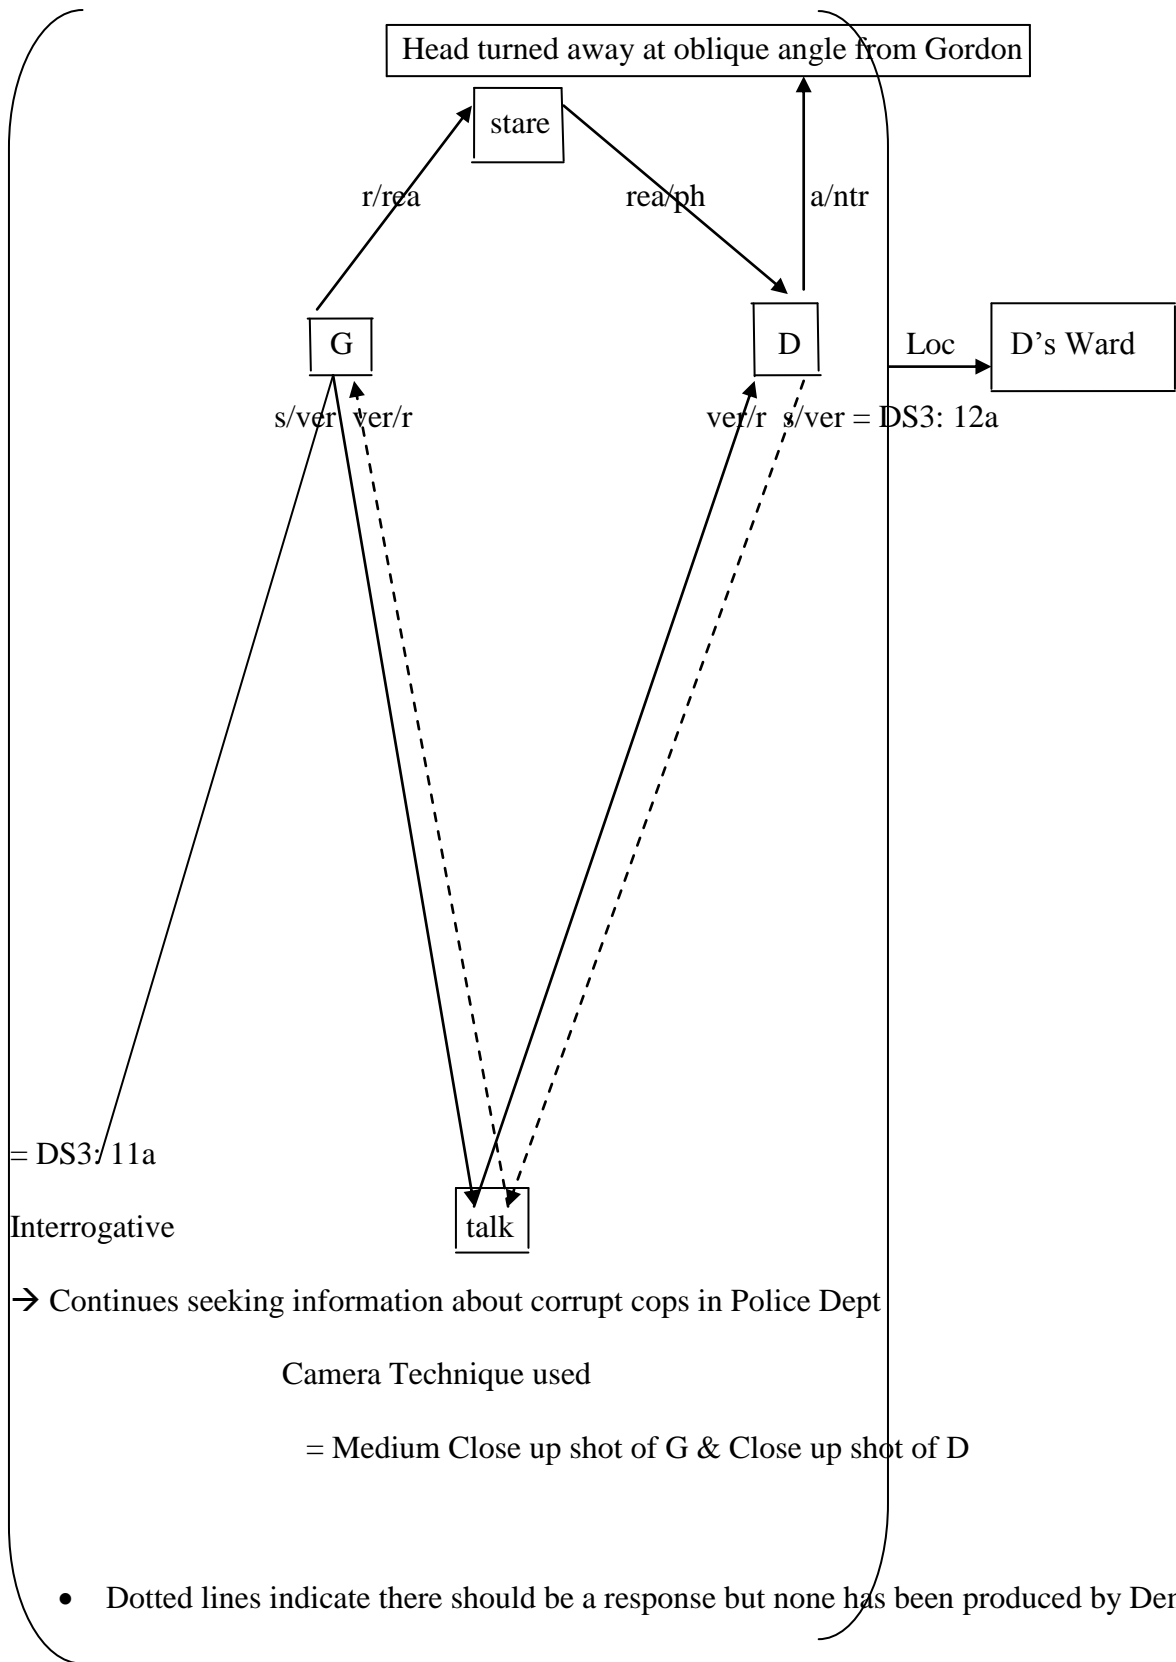 Head turned away at oblique angle from Gordon
stare
r/rea rea/ph a/ntr
G D Loc D’s Ward
s/ver ver/r ver/r s/ver = DS3: 12a
= DS3: 11a
Interrogative talk
→ Continues seeking information about corrupt cops in Police Dept
Camera Technique used
= Medium Close up shot of G & Close up shot of D
• Dotted lines indicate there should be a response but none has been produced by